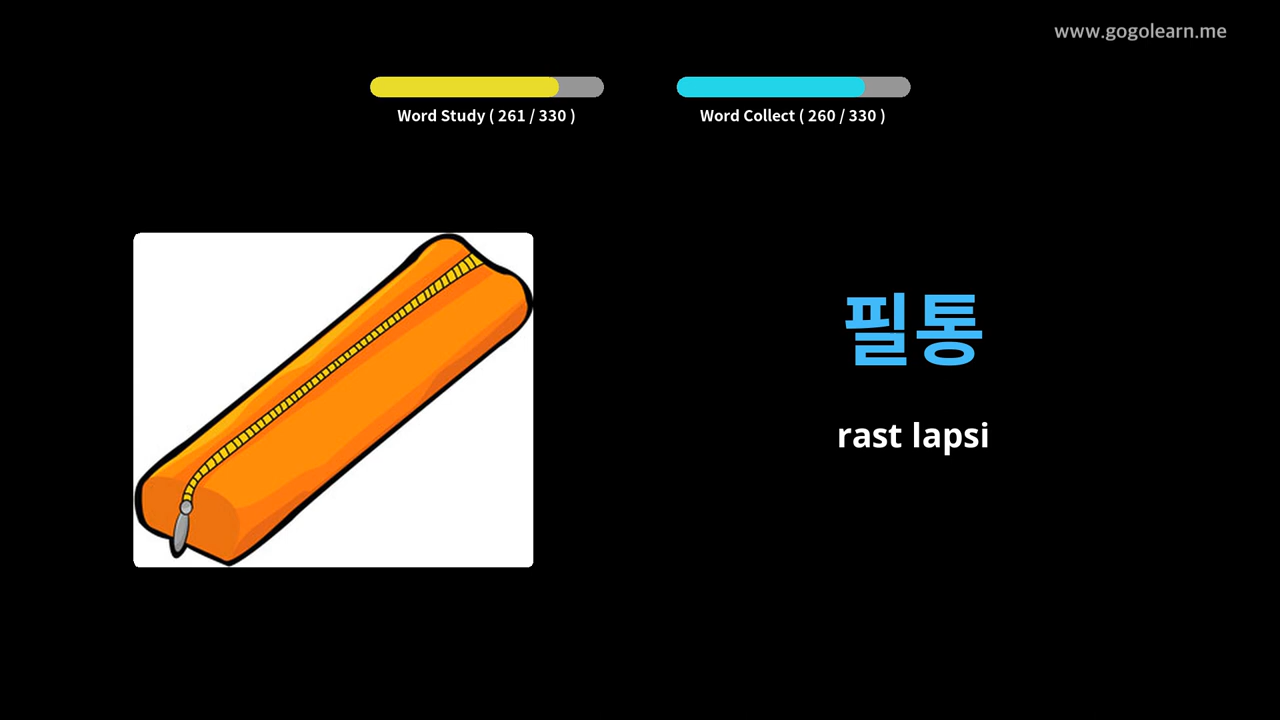 www.gogolearn.me
Word Study ( 261 / 330 )
Word Collect ( 260 / 330 )
필통
rast lapsi